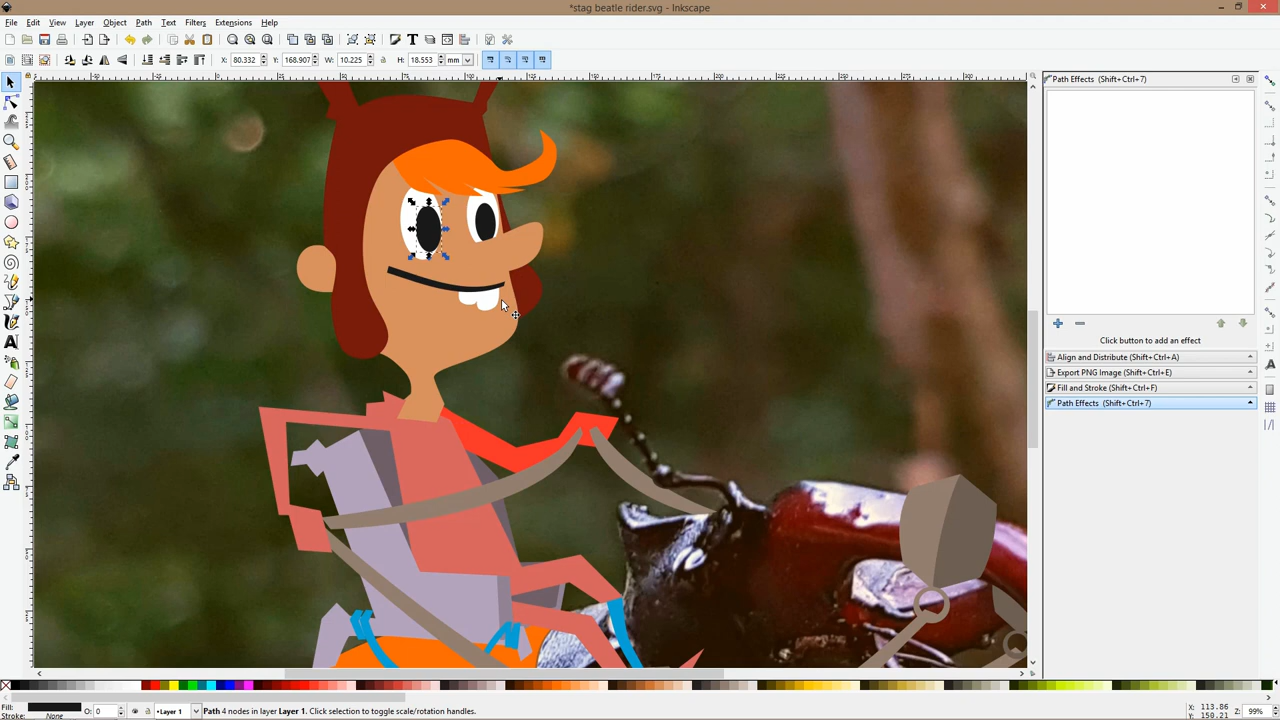 *stag beatle rider.svg - Inkscape
File Edit View Layer Object Path Text Filters Extensions Help
X: 80.332 Y: 168.907 W: 10.225 H: 18.553 mm
Path Effects (Shift+Ctrl+7)
Click button to add an effect
Align and Distribute (Shift+Ctrl+A)
Export PNG Image (Shift+Ctrl+E)
Fill and Stroke (Shift+Ctrl+F)
Path Effects (Shift+Ctrl+7)
Fill:
Stroke: None
O: 0
•Layer 1
Path 4 nodes in layer Layer 1. Click selection to toggle scale/rotation handles.
X: 113.86
Y: 150.21
Z: 99%